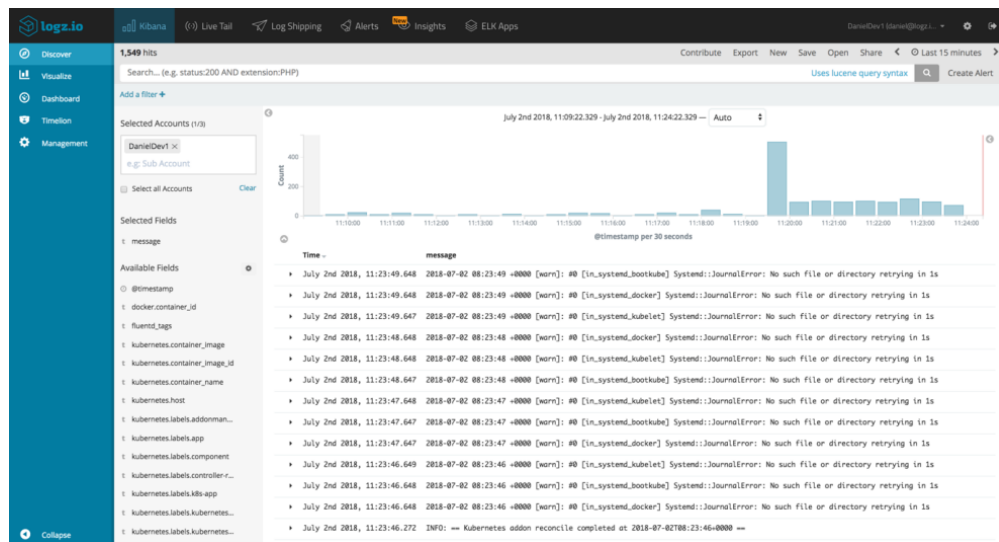 logz.io
Kibana
Live Tail
Log Shipping
Alerts
New
Insights
ELK Apps
DanielDev1 (daniel@logz.i...
Discover
Visualize
Dashboard
Timelion
Management
Collapse
1,549 hits
Contribute Export New Save Open Share Last 15 minutes
Search... (e.g. status:200 AND extension:PHP)
Uses lucene query syntax
Create Alert
Add a filter +
Selected Accounts (1/3)
DanielDev1 ×
e.g: Sub Account
Select all Accounts Clear
Selected Fields
t message
Available Fields
@timestamp
t docker.container_id
t fluentd_tags
t kubernetes.container_image
t kubernetes.container_image_id
t kubernetes.container_name
t kubernetes.host
t kubernetes.labels.addonman...
t kubernetes.labels.app
t kubernetes.labels.component
t kubernetes.labels.controller-r...
t kubernetes.labels.k8s-app
t kubernetes.labels.kubernetes...
t kubernetes.labels.kubernetes...
July 2nd 2018, 11:09:22.329 - July 2nd 2018, 11:24:22.329 — Auto
Count
400
200
0
11:10:00 11:11:00 11:12:00 11:13:00 11:14:00 11:15:00 11:16:00 11:17:00 11:18:00 11:19:00 11:20:00 11:21:00 11:22:00 11:23:00 11:24:00
@timestamp per 30 seconds
Time message
July 2nd 2018, 11:23:49.648 2018-07-02 08:23:49 +0000 [warn]: #0 [in_systemd_bootkube] Systemd::JournalError: No such file or directory retrying in 1s
July 2nd 2018, 11:23:49.648 2018-07-02 08:23:49 +0000 [warn]: #0 [in_systemd_docker] Systemd::JournalError: No such file or directory retrying in 1s
July 2nd 2018, 11:23:49.647 2018-07-02 08:23:49 +0000 [warn]: #0 [in_systemd_kubelet] Systemd::JournalError: No such file or directory retrying in 1s
July 2nd 2018, 11:23:48.648 2018-07-02 08:23:48 +0000 [warn]: #0 [in_systemd_docker] Systemd::JournalError: No such file or directory retrying in 1s
July 2nd 2018, 11:23:48.648 2018-07-02 08:23:48 +0000 [warn]: #0 [in_systemd_kubelet] Systemd::JournalError: No such file or directory retrying in 1s
July 2nd 2018, 11:23:48.647 2018-07-02 08:23:48 +0000 [warn]: #0 [in_systemd_bootkube] Systemd::JournalError: No such file or directory retrying in 1s
July 2nd 2018, 11:23:47.648 2018-07-02 08:23:47 +0000 [warn]: #0 [in_systemd_kubelet] Systemd::JournalError: No such file or directory retrying in 1s
July 2nd 2018, 11:23:47.647 2018-07-02 08:23:47 +0000 [warn]: #0 [in_systemd_bootkube] Systemd::JournalError: No such file or directory retrying in 1s
July 2nd 2018, 11:23:47.647 2018-07-02 08:23:47 +0000 [warn]: #0 [in_systemd_docker] Systemd::JournalError: No such file or directory retrying in 1s
July 2nd 2018, 11:23:46.649 2018-07-02 08:23:46 +0000 [warn]: #0 [in_systemd_kubelet] Systemd::JournalError: No such file or directory retrying in 1s
July 2nd 2018, 11:23:46.648 2018-07-02 08:23:46 +0000 [warn]: #0 [in_systemd_bootkube] Systemd::JournalError: No such file or directory retrying in 1s
July 2nd 2018, 11:23:46.648 2018-07-02 08:23:46 +0000 [warn]: #0 [in_systemd_docker] Systemd::JournalError: No such file or directory retrying in 1s
July 2nd 2018, 11:23:46.272 INFO: == Kubernetes addon reconcile completed at 2018-07-02T08:23:46+0000 ==